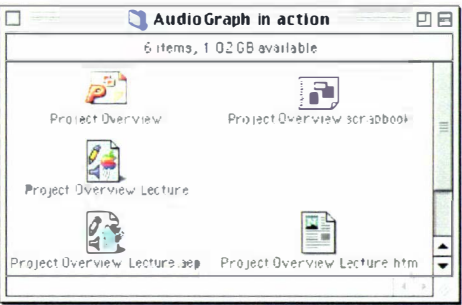 AudioGraph in action
6 items, 1.02 GB available
Project Overview
Project Overview scrapbook
Project Overview Lecture
Project Overview Lecture.aep
Project Overview Lecture.htm